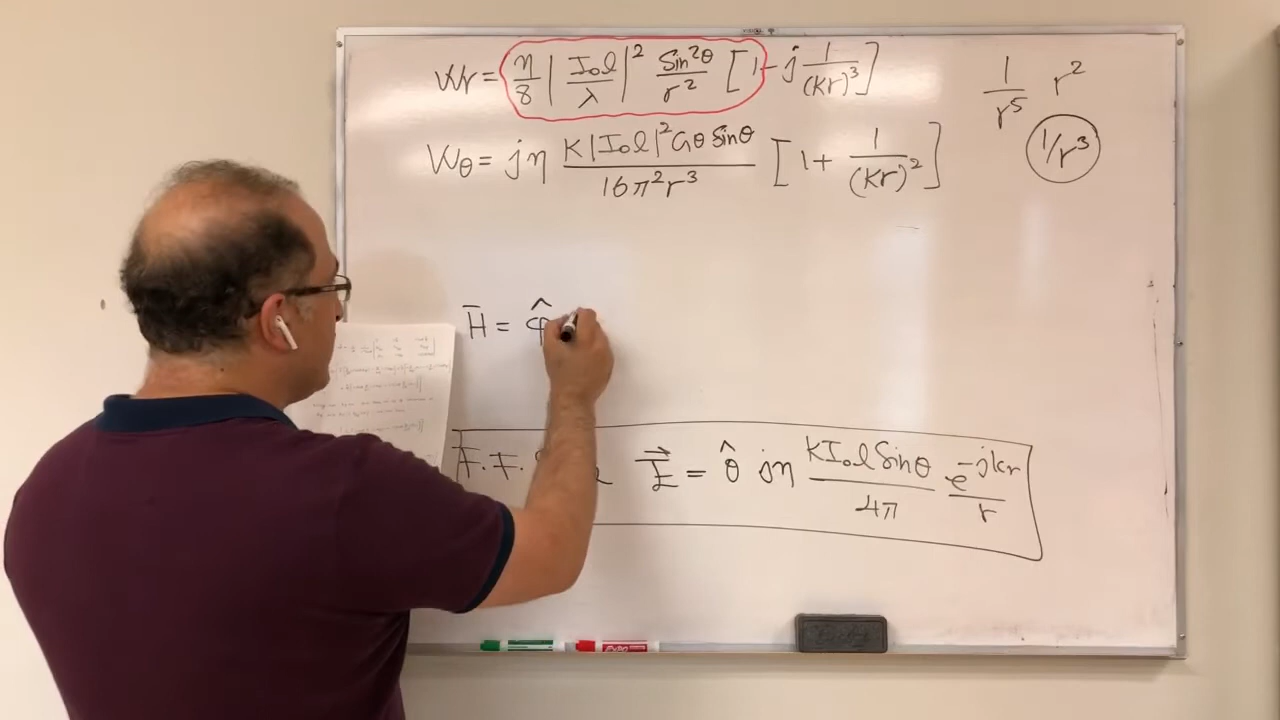 Wr = η/8 |I₀l/λ|² Sin²θ/r² [1 - j 1/(kr)³]
1/r⁵ r²
Wθ = jη K|I₀l|² Cosθ Sinθ / 16π²r³ [1 + 1/(kr)²]
1/r³
H̄ = φ̂
F.F. E⃗ = θ̂ jη KI₀l Sinθ / 4π e^-jkr / r